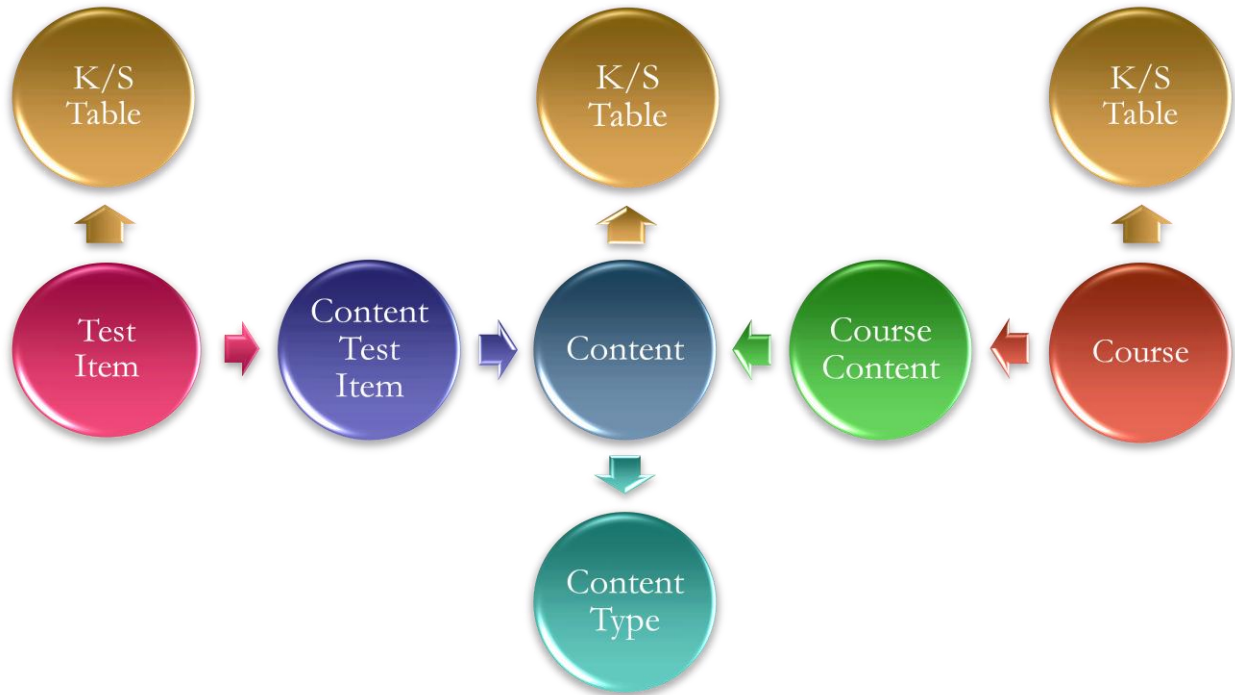 K/S
Table
K/S
Table
K/S
Table
Test
Item
Content
Test
Item
Content
Course
Content
Course
Content
Type